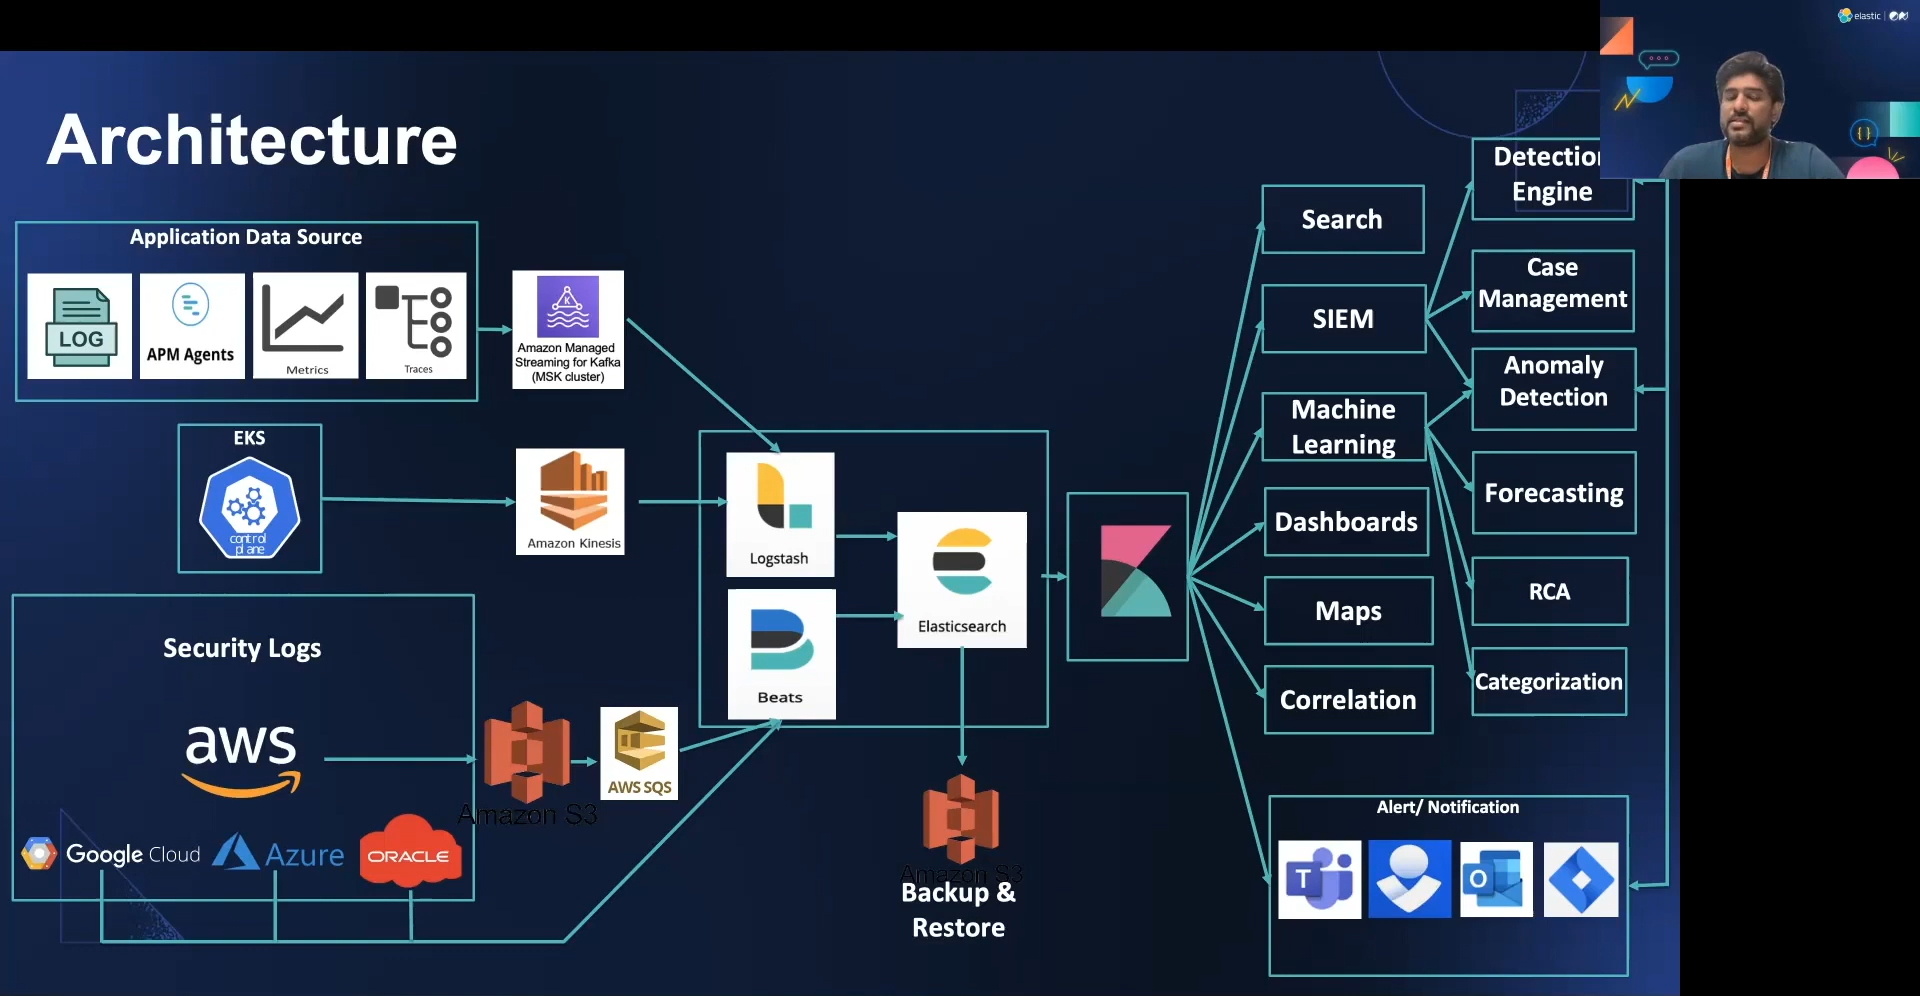 elastic
Architecture
Application Data Source
LOG
APM Agents
Metrics
Traces
K
Amazon Managed
Streaming for Kafka
(MSK cluster)
EKS
control
plane
Amazon Kinesis
Security Logs
aws
Google Cloud
Azure
ORACLE
Amazon S3
AWS SQS
Logstash
Beats
Elasticsearch
Amazon S3
Backup &
Restore
Search
SIEM
Machine
Learning
Dashboards
Maps
Correlation
Detection
Engine
Case
Management
Anomaly
Detection
Forecasting
RCA
Categorization
Alert/ Notification
T
O
{}